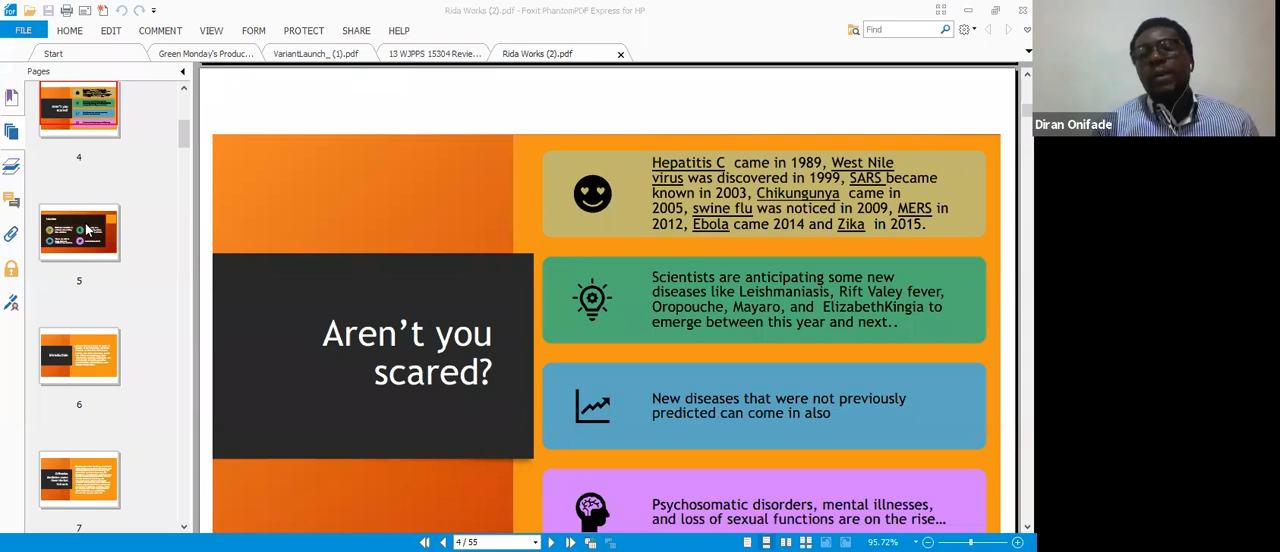 Rida Works (2).pdf - Foxit PhantomPDF Express for HP
FILE HOME COMMENT VIEW FORM PROTECT SHARE HELP
Find
Start Green Monday's Produc... VariantLaunch_ (1).pdf 13 WJPPS 15304 Revie... Rida Works (2).pdf
Pages
4
5
6
7
Aren't you
scared?
Hepatitis C came in 1989, West Nile
virus was discovered in 1999, SARS became
known in 2003, Chikungunya came in
2005, swine flu was noticed in 2009, MERS in
2012, Ebola came 2014 and Zika in 2015.
Scientists are anticipating some new
diseases like Leishmaniasis, Rift Valey fever,
Oropouche, Mayaro, and ElizabethKingia to
emerge between this year and next..
New diseases that were not previously
predicted can come in also
Psychosomatic disorders, mental illnesses,
and loss of sexual functions are on the rise…
4 / 55
95.72%
Diran Onifade